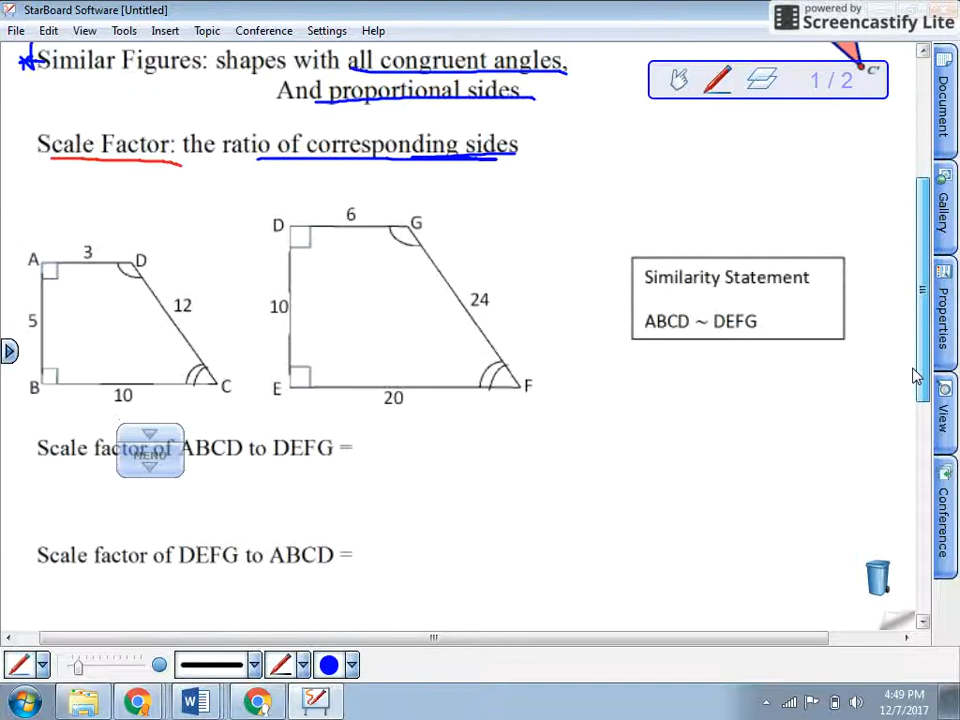 StarBoard Software [Untitled]
powered by
Screencastify Lite
File Edit View Tools Insert Topic Conference Settings Help
Similar Figures: shapes with all congruent angles,
And proportional sides
C'
1 / 2
Scale Factor: the ratio of corresponding sides
A 3 D
5 12
B 10 C
D 6 G
10 24
E 20 F
Similarity Statement
ABCD ~ DEFG
Scale factor of ABCD to DEFG =
MENU
Scale factor of DEFG to ABCD =
Document
Gallery
Properties
View
Conference
W
4:49 PM
12/7/2017